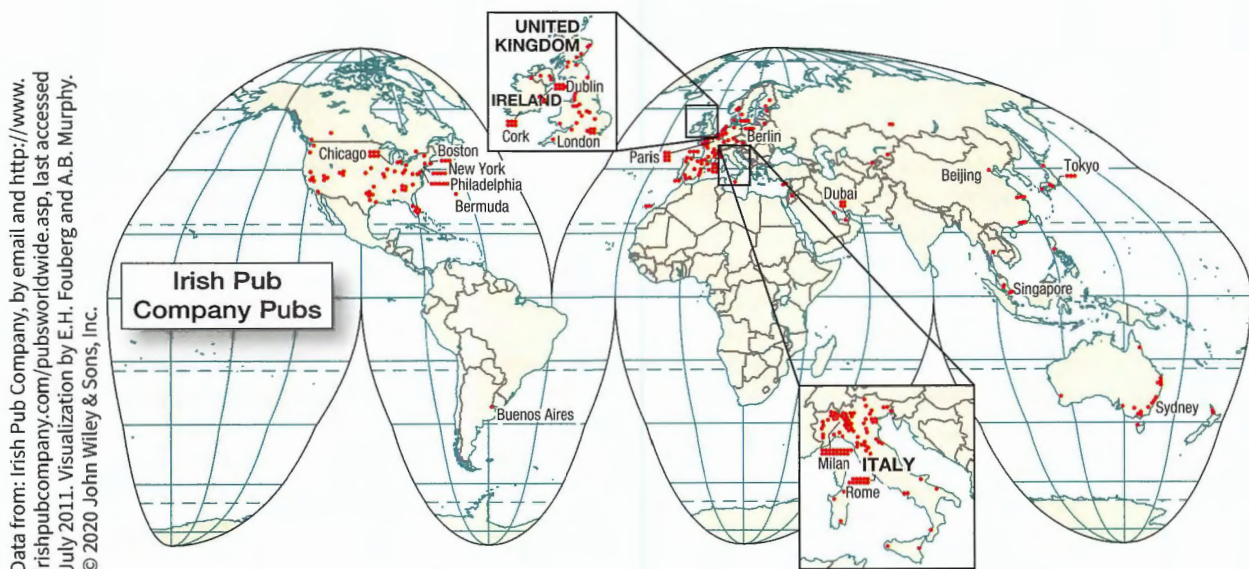 Data from: Irish Pub Company, by email and http://www.
irishpubcompany.com/pubsworldwide.asp, last accessed
July 2011. Visualization by E.H. Fouberg and A.B. Murphy.
© 2020 John Wiley & Sons, Inc.
UNITED
KINGDOM
Dublin
IRELAND
Cork
London
Chicago
Boston
New York
Philadelphia
Bermuda
Paris
Berlin
Dubai
Beijing
Tokyo
Singapore
Irish Pub
Company Pubs
Buenos Aires
Sydney
Milan
ITALY
Rome